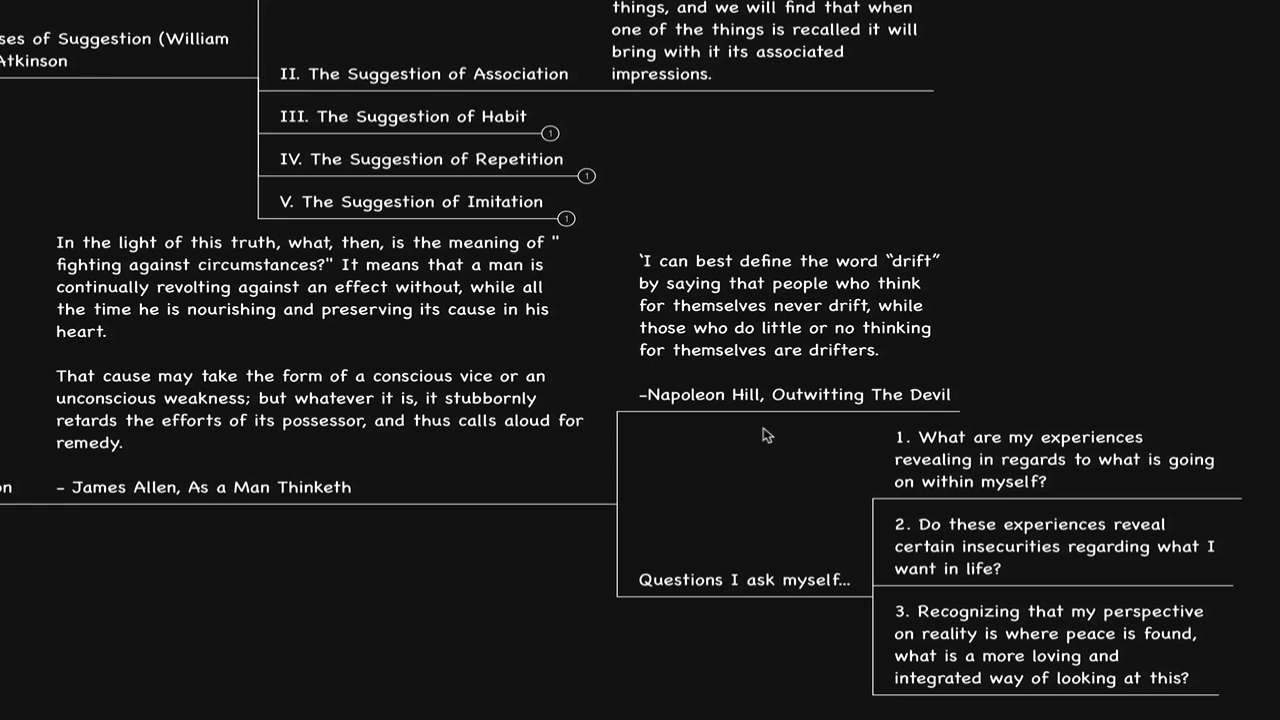 things, and we will find that when
one of the things is recalled it will
bring with it its associated
impressions.
ses of Suggestion (William
Atkinson
II. The Suggestion of Association
III. The Suggestion of Habit
1
IV. The Suggestion of Repetition
1
V. The Suggestion of Imitation
1
In the light of this truth, what, then, is the meaning of "
fighting against circumstances?" It means that a man is
continually revolting against an effect without, while all
the time he is nourishing and preserving its cause in his
heart.
That cause may take the form of a conscious vice or an
unconscious weakness; but whatever it is, it stubbornly
retards the efforts of its possessor, and thus calls aloud for
remedy.
on
- James Allen, As a Man Thinketh
‘I can best define the word “drift”
by saying that people who think
for themselves never drift, while
those who do little or no thinking
for themselves are drifters.
-Napoleon Hill, Outwitting The Devil
Questions I ask myself...
1. What are my experiences
revealing in regards to what is going
on within myself?
2. Do these experiences reveal
certain insecurities regarding what I
want in life?
3. Recognizing that my perspective
on reality is where peace is found,
what is a more loving and
integrated way of looking at this?